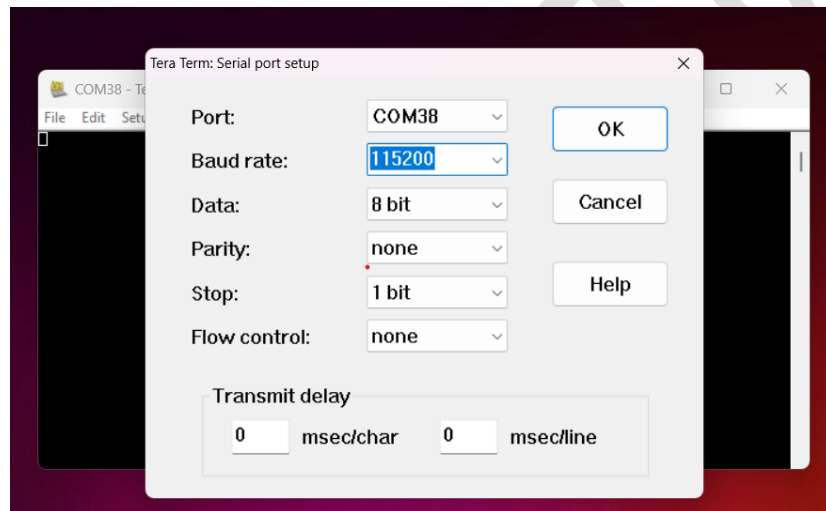 Tera Term: Serial port setup
COM38 - Te
File Edit Setu
Port: COM38
OK
Baud rate: 115200
Data: 8 bit
Cancel
Parity: none
Stop: 1 bit
Help
Flow control: none
Transmit delay
0 msec/char 0 msec/line